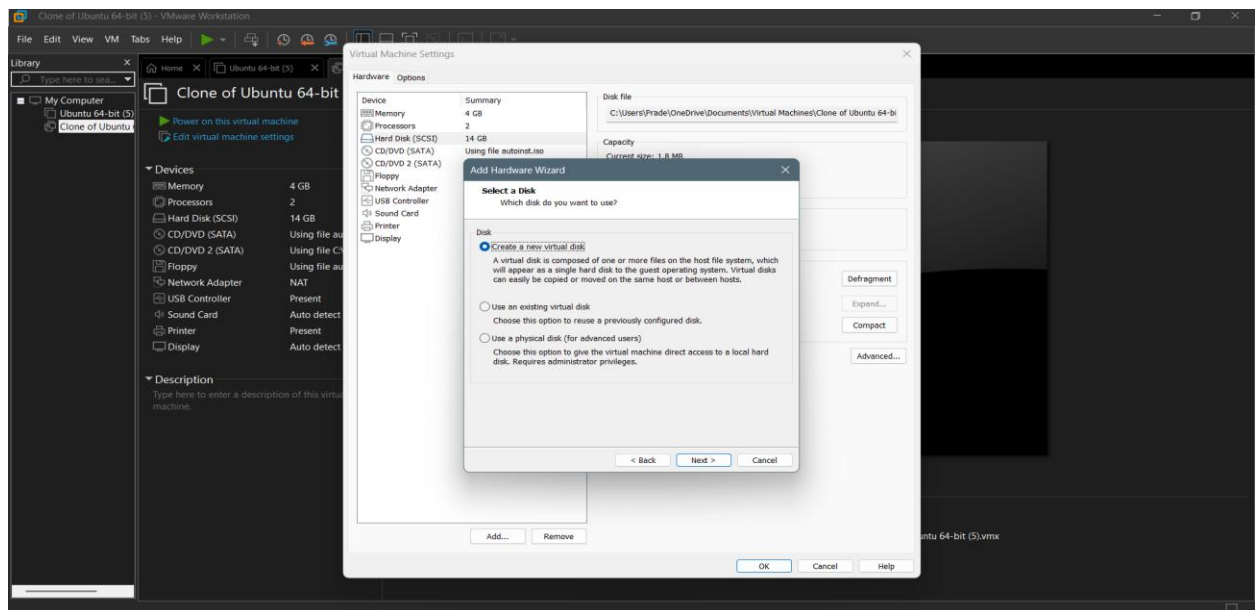 Clone of Ubuntu 64-bit (5) - VMware Workstation
File Edit View VM Tabs Help
Library
Type here to sea...
My Computer
Ubuntu 64-bit (5)
Clone of Ubuntu
Home
Ubuntu 64-bit (5)
Clone of Ubuntu 64-bit
Power on this virtual machine
Edit virtual machine settings
Devices
Memory 4 GB
Processors 2
Hard Disk (SCSI) 14 GB
CD/DVD (SATA) Using file au
CD/DVD 2 (SATA) Using file C:\
Floppy Using file au
Network Adapter NAT
USB Controller Present
Sound Card Auto detect
Printer Present
Display Auto detect
Description
Type here to enter a description of this virtua
machine.
Virtual Machine Settings
Hardware Options
Device Summary
Memory 4 GB
Processors 2
Hard Disk (SCSI) 14 GB
CD/DVD (SATA) Using file autoinst.iso
CD/DVD 2 (SATA)
Floppy
Network Adapter
USB Controller
Sound Card
Printer
Display
Add... Remove
Disk file
C:\Users\Prade\OneDrive\Documents\Virtual Machines\Clone of Ubuntu 64-bi
Capacity
Current size: 1.8 MB
Defragment
Expand...
Compact
Advanced...
Add Hardware Wizard
Select a Disk
Which disk do you want to use?
Disk
Create a new virtual disk
A virtual disk is composed of one or more files on the host file system, which
will appear as a single hard disk to the guest operating system. Virtual disks
can easily be copied or moved on the same host or between hosts.
Use an existing virtual disk
Choose this option to reuse a previously configured disk.
Use a physical disk (for advanced users)
Choose this option to give the virtual machine direct access to a local hard
disk. Requires administrator privileges.
< Back Next > Cancel
OK Cancel Help
untu 64-bit (5).vmx